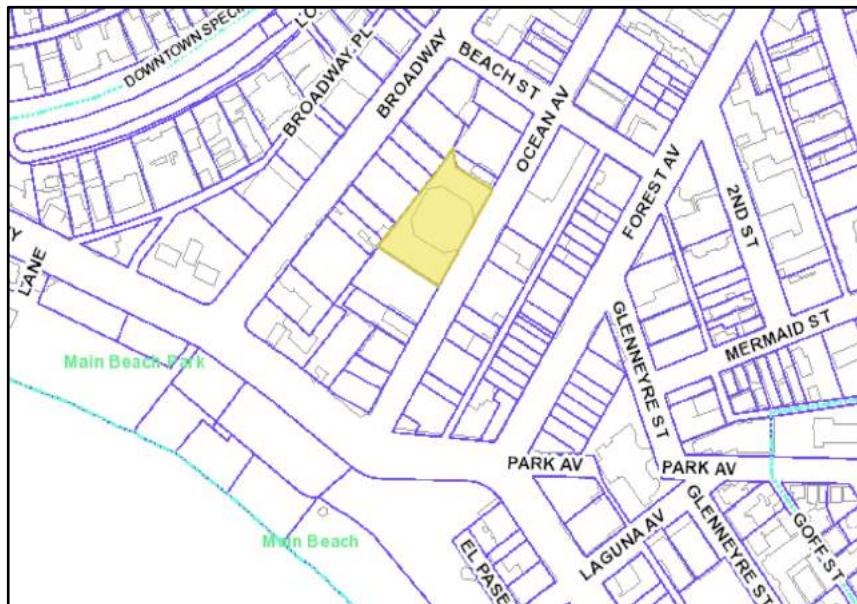 DOWNTOWN SPECI
BROADWAY PL
BROADWAY
BEACH ST
OCEAN AV
FOREST AV
2ND ST
LANE
GLENNEYRE ST
MERMAID ST
Main Beach Park
PARK AV
PARK AV
Main Beach
LAGUNA AV
GLENNEYRE ST
GOFF ST
EL PASE